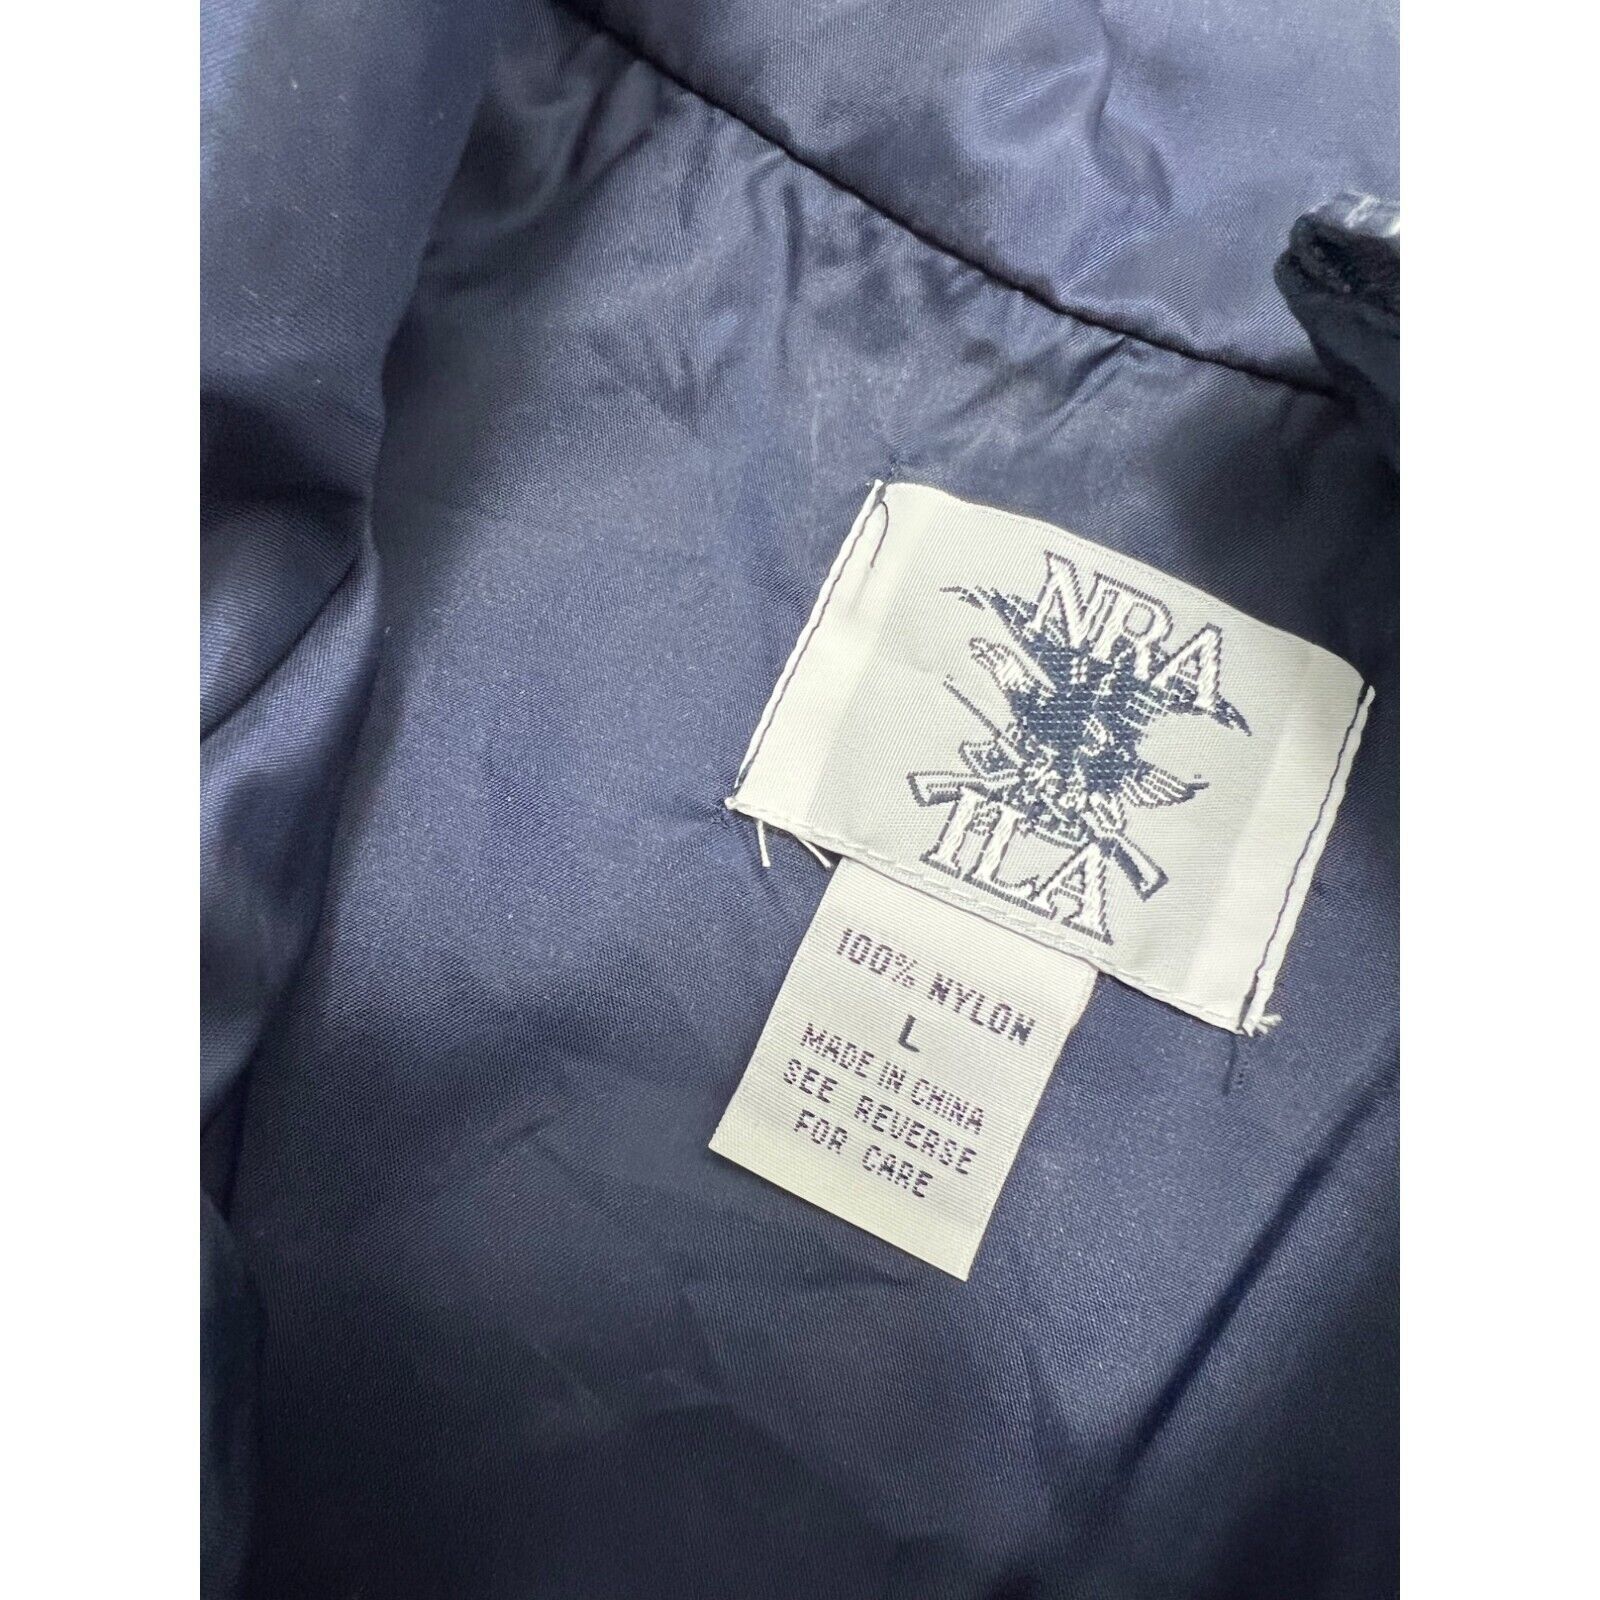 NRA
ILA
100% NYLON
L
MADE IN CHINA
SEE REVERSE
FOR CARE